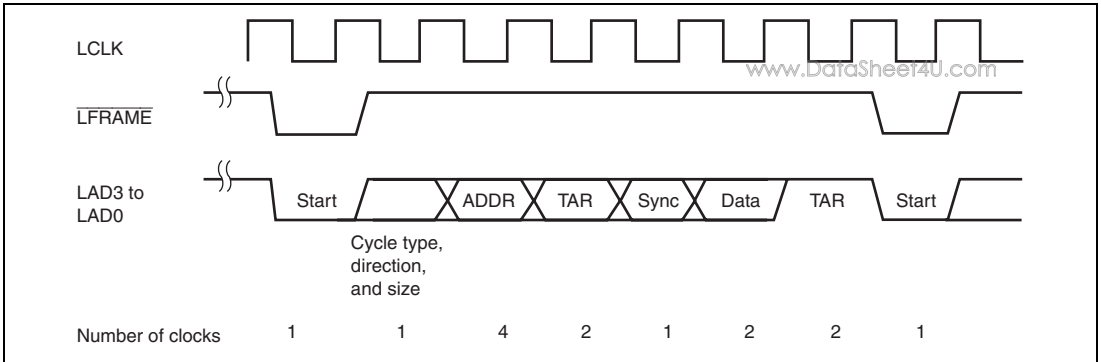 LCLK
www.DataSheet4U.com
LFRAME
LAD3 to
LAD0
Start
ADDR
TAR
Sync
Data
TAR
Start
Cycle type,
direction,
and size
Number of clocks 1 1 4 2 1 2 2 1